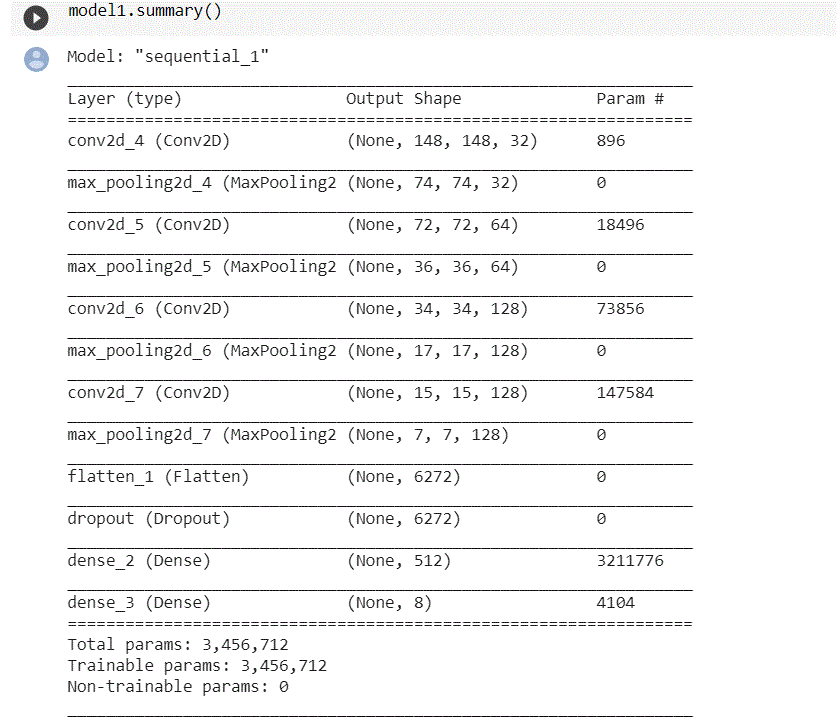 model1.summary()
Model: "sequential_1"
Layer (type)                 Output Shape              Param #
=================================================================
conv2d_4 (Conv2D)            (None, 148, 148, 32)      896
max_pooling2d_4 (MaxPooling2 (None, 74, 74, 32)        0
conv2d_5 (Conv2D)            (None, 72, 72, 64)        18496
max_pooling2d_5 (MaxPooling2 (None, 36, 36, 64)        0
conv2d_6 (Conv2D)            (None, 34, 34, 128)       73856
max_pooling2d_6 (MaxPooling2 (None, 17, 17, 128)       0
conv2d_7 (Conv2D)            (None, 15, 15, 128)       147584
max_pooling2d_7 (MaxPooling2 (None, 7, 7, 128)         0
flatten_1 (Flatten)          (None, 6272)              0
dropout (Dropout)            (None, 6272)              0
dense_2 (Dense)              (None, 512)               3211776
dense_3 (Dense)              (None, 8)                 4104
=================================================================
Total params: 3,456,712
Trainable params: 3,456,712
Non-trainable params: 0